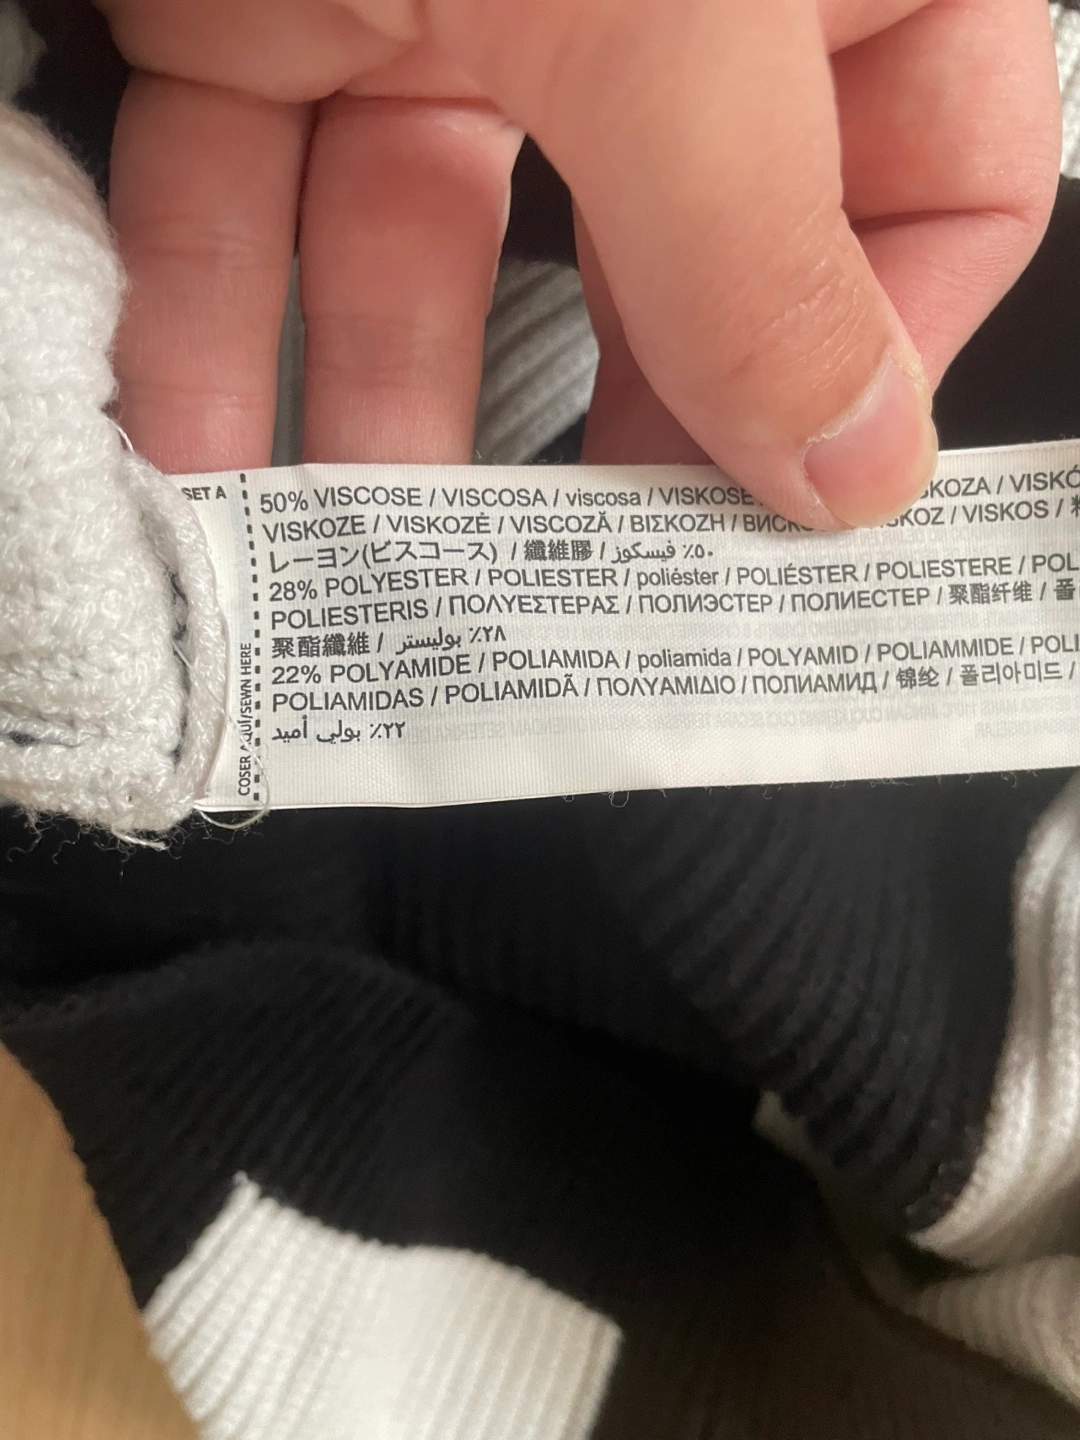 SET A
COSER AQUÍ/SEWN HERE
50% VISCOSE / VISCOSA / viscosa / VISKOSE
VISKOZE / VISKOZĖ / VISCOZĂ / ΒΙΣΚΟΖΗ /
レーヨン(ビスコース) / 纖維膠 / فيسكوز ٪٥٠
28% POLYESTER / POLIESTER / poliéster / POLIÉSTER / POLIESTERE /
POLIESTERIS / ΠΟΛΥΕΣΤΕΡΑΣ / ПОЛИЭСТЕР / ПОЛИЕСТЕР / 聚酯纤维 /
聚酯纖維 / بوليستر ٪٢٨
22% POLYAMIDE / POLIAMIDA / poliamida / POLYAMID / POLIAMMIDE /
POLIAMIDAS / POLIAMIDĂ / ΠΟΛΥΑΜΙΔΙΟ / ПОЛИАМИД / 锦纶 / 폴리아미드 /
بولي أميد ٪٢٢